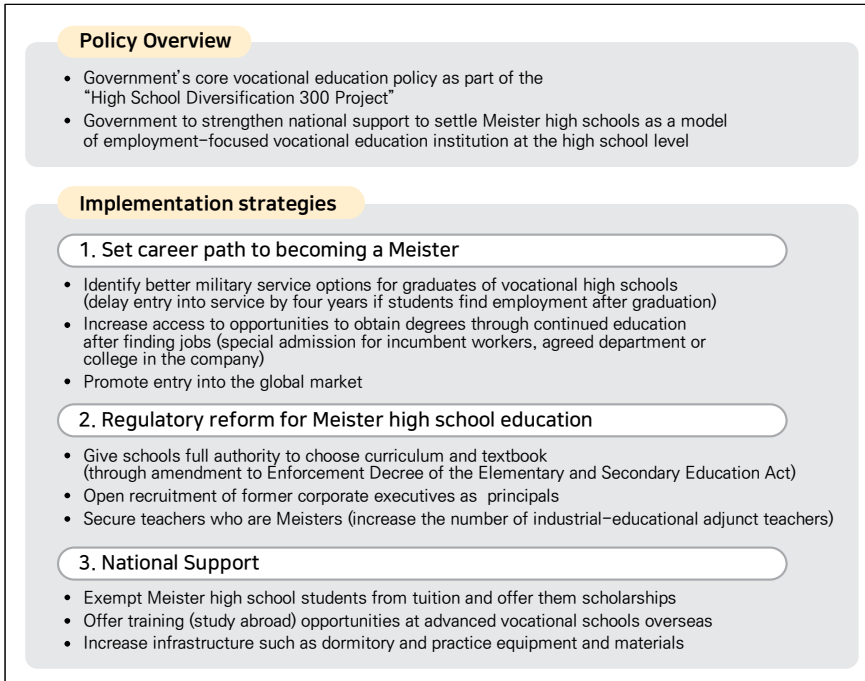 Policy Overview
• Government's core vocational education policy as part of the
"High School Diversification 300 Project"
• Government to strengthen national support to settle Meister high schools as a model
of employment-focused vocational education institution at the high school level
Implementation strategies
1. Set career path to becoming a Meister
• Identify better military service options for graduates of vocational high schools
(delay entry into service by four years if students find employment after graduation)
• Increase access to opportunities to obtain degrees through continued education
after finding jobs (special admission for incumbent workers, agreed department or
college in the company)
• Promote entry into the global market
2. Regulatory reform for Meister high school education
• Give schools full authority to choose curriculum and textbook
(through amendment to Enforcement Decree of the Elementary and Secondary Education Act)
• Open recruitment of former corporate executives as principals
• Secure teachers who are Meisters (increase the number of industrial-educational adjunct teachers)
3. National Support
• Exempt Meister high school students from tuition and offer them scholarships
• Offer training (study abroad) opportunities at advanced vocational schools overseas
• Increase infrastructure such as dormitory and practice equipment and materials